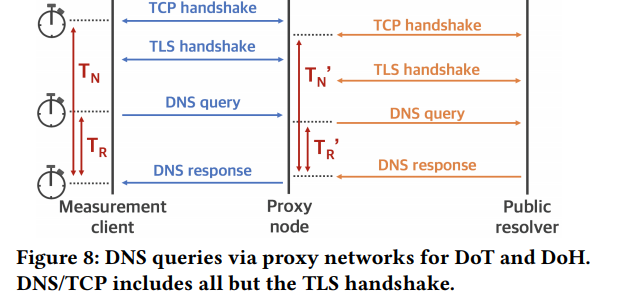 TCP handshake
TCP handshake
TLS handshake
T_N
T_N'
TLS handshake
DNS query
DNS query
T_R
T_R'
DNS response
DNS response
Measurement client
Proxy node
Public resolver
Figure 8: DNS queries via proxy networks for DoT and DoH.
DNS/TCP includes all but the TLS handshake.